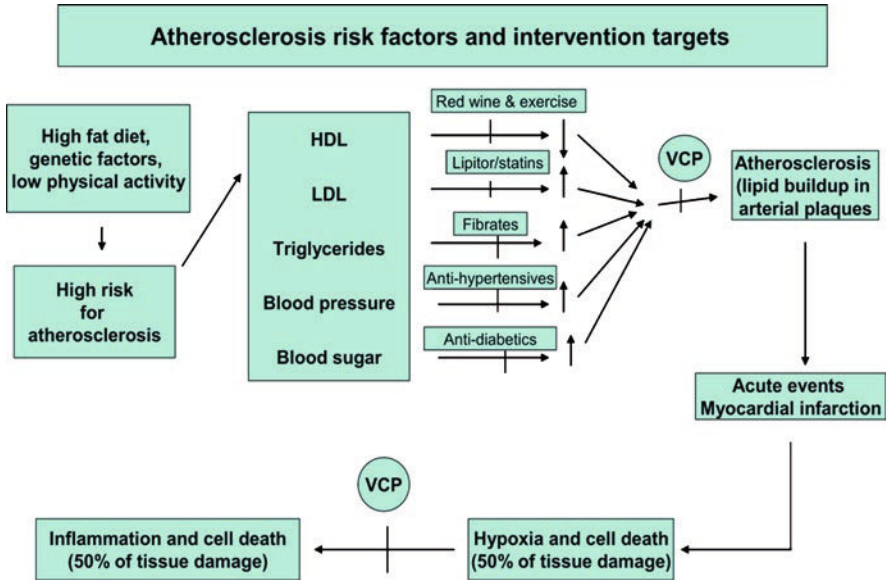 Atherosclerosis risk factors and intervention targets
High fat diet,
genetic factors,
low physical activity
High risk
for
atherosclerosis
HDL
LDL
Triglycerides
Blood pressure
Blood sugar
Red wine & exercise
Lipitor/statins
Fibrates
Anti-hypertensives
Anti-diabetics
VCP
Atherosclerosis
(lipid buildup in
arterial plaques
Acute events
Myocardial infarction
Hypoxia and cell death
(50% of tissue damage)
VCP
Inflammation and cell death
(50% of tissue damage)